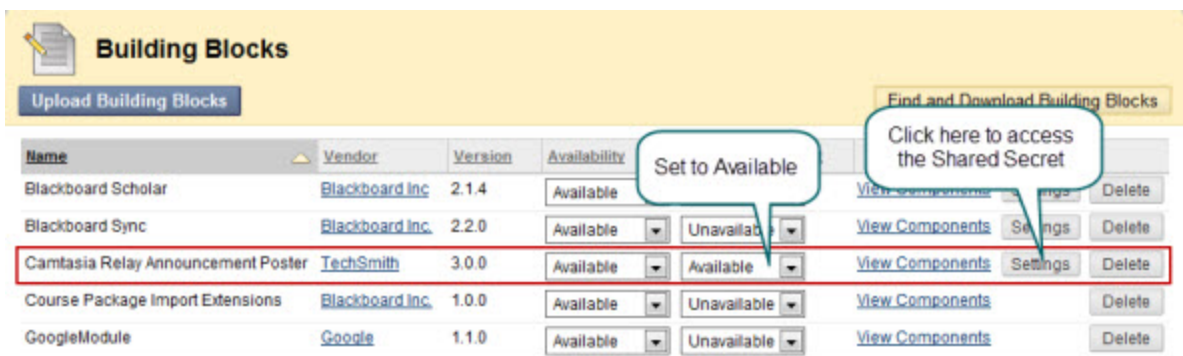 Building Blocks
Upload Building Blocks
Find and Download Building Blocks
Click here to access
the Shared Secret
Set to Available
Name Vendor Version Availability
Blackboard Scholar Blackboard Inc 2.1.4 Available View Components Settings Delete
Blackboard Sync Blackboard Inc. 2.2.0 Available Unavailable View Components Settings Delete
Camtasia Relay Announcement Poster TechSmith 3.0.0 Available Available View Components Settings Delete
Course Package Import Extensions Blackboard Inc. 1.0.0 Available Unavailable View Components Delete
GoogleModule Google 1.1.0 Available Unavailable View Components Delete